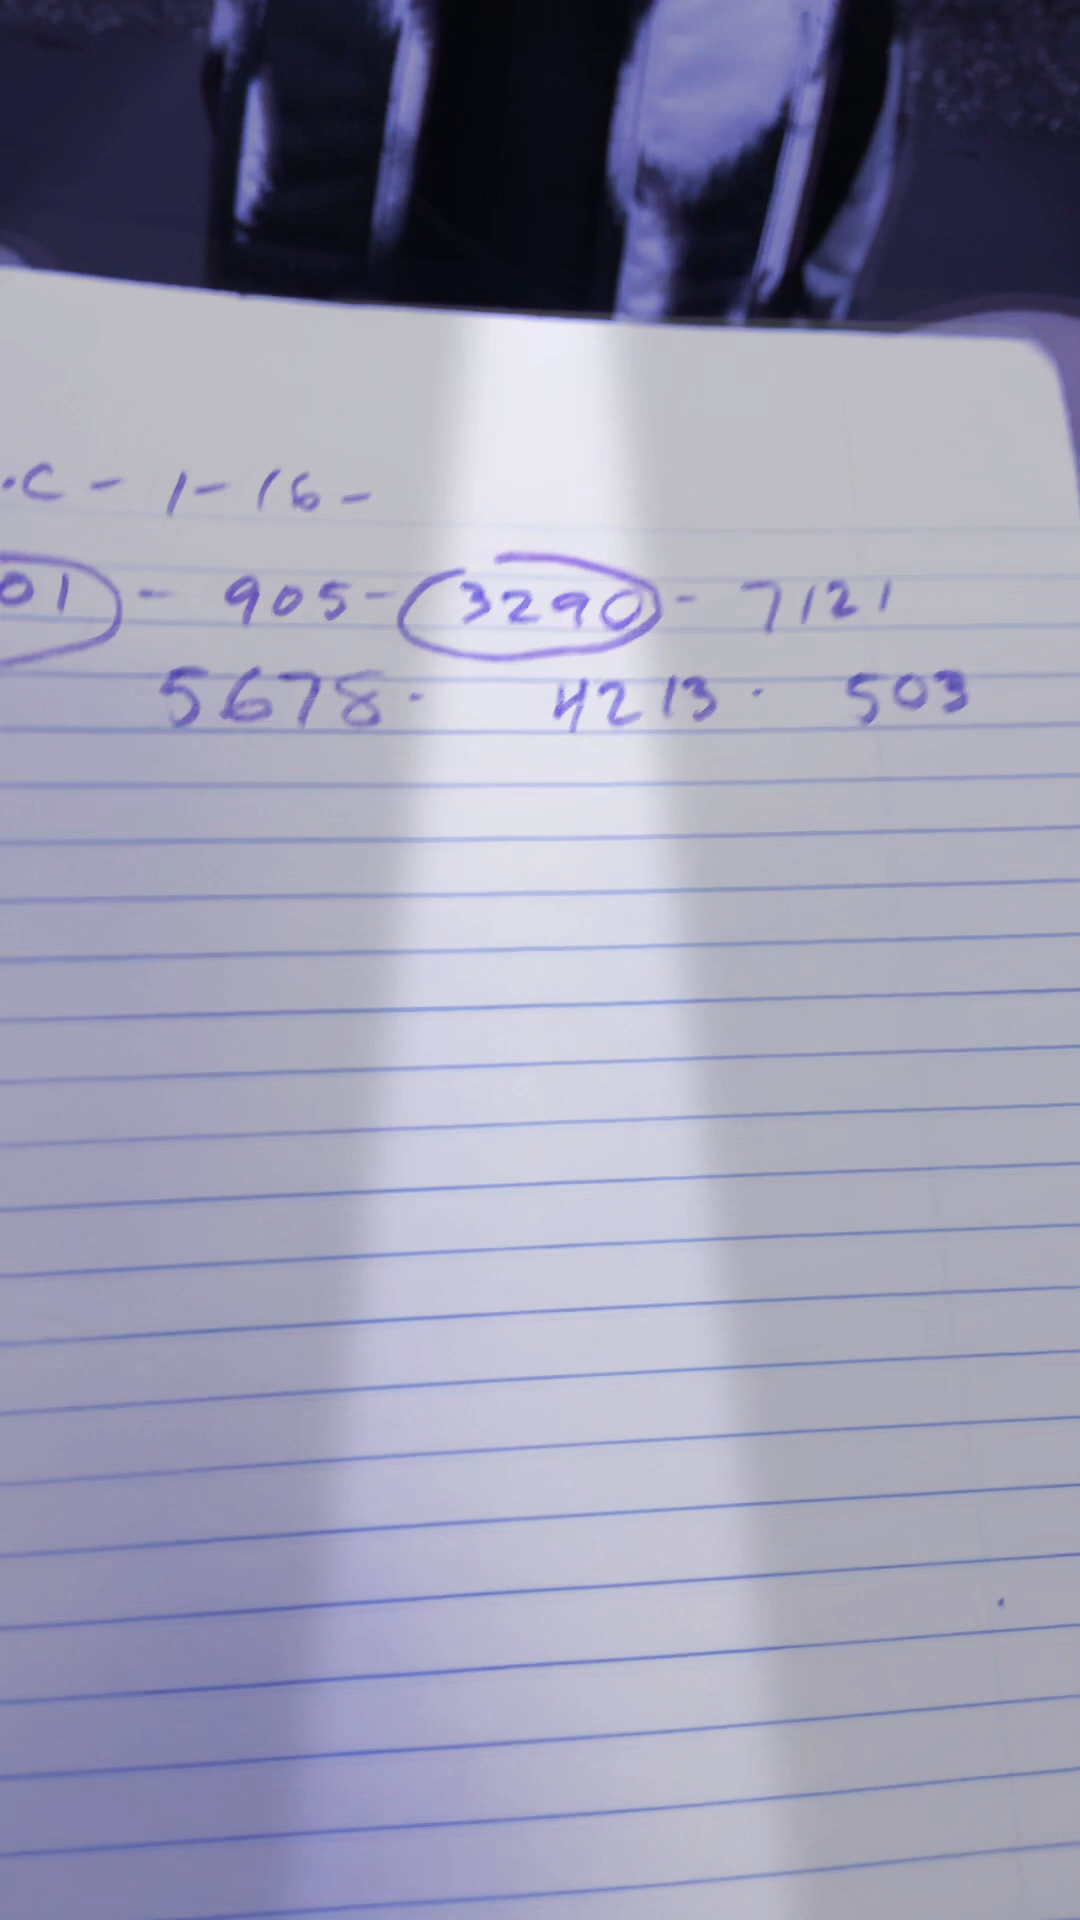 .C - 1-16-
01 - 905- 3290 - 7121
5678. 4213. 503